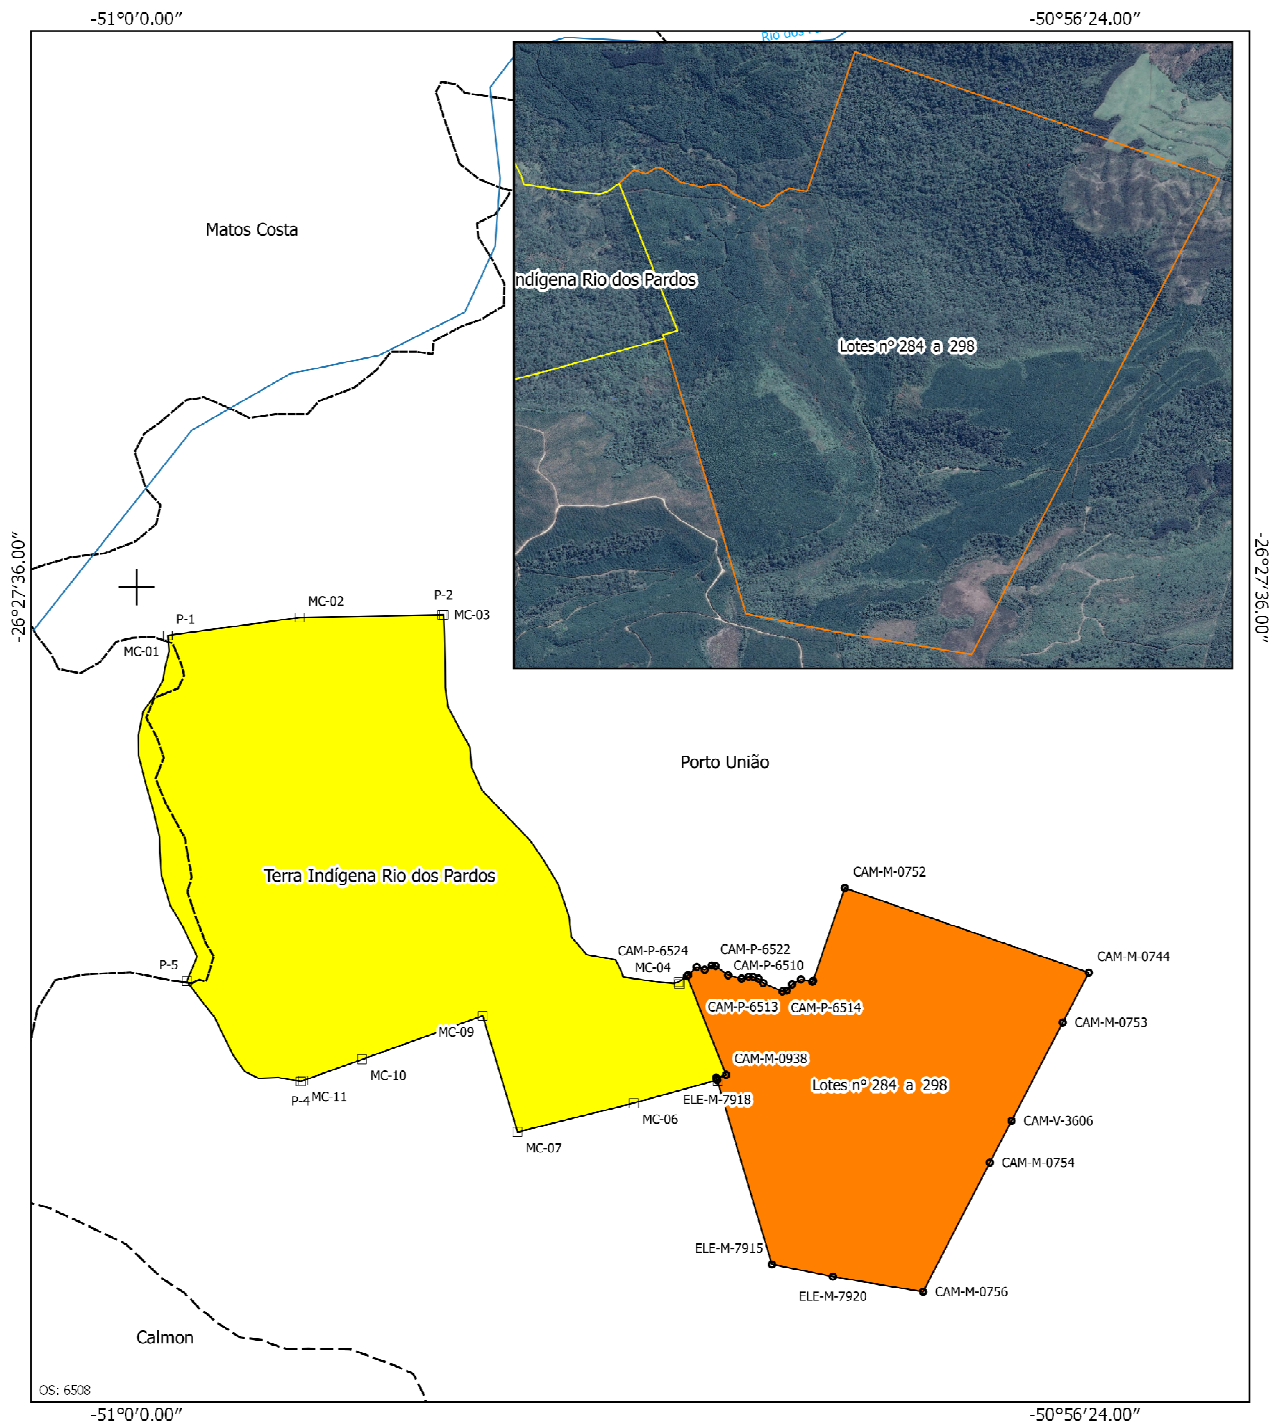 -51°0′0.00″
-50°56′24.00″
Rio dos
Matos Costa
ndígena Rio dos Pardos
Lotes n° 284 a 298
-26°27′36.00″
-26°27′36.00″
P-1
MC-02
P-2
MC-03
MC-01
Porto União
Terra Indígena Rio dos Pardos
CAM-M-0752
CAM-P-6524
CAM-P-6522
CAM-M-0744
P-5
MC-04
CAM-P-6510
CAM-P-6513
CAM-P-6514
CAM-M-0753
MC-09
CAM-M-0938
MC-10
Lotes n° 284 a 298
P-4
MC-11
ELE-M-7918
MC-06
CAM-V-3606
MC-07
CAM-M-0754
ELE-M-7915
ELE-M-7920
CAM-M-0756
Calmon
OS: 6508
-51°0′0.00″
-50°56′24.00″